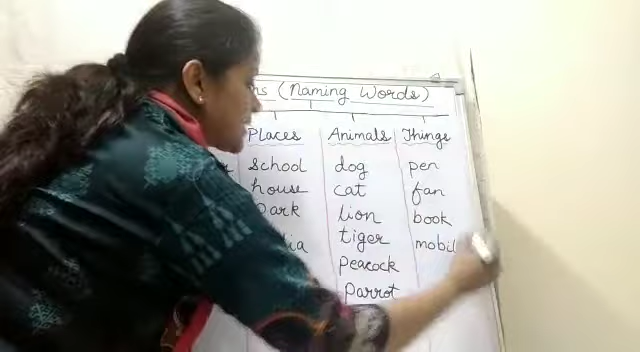 (Naming Words)
Places Animals Things
school dog pen
house cat fan
Park lion book
tiger
Peacock
Parrot